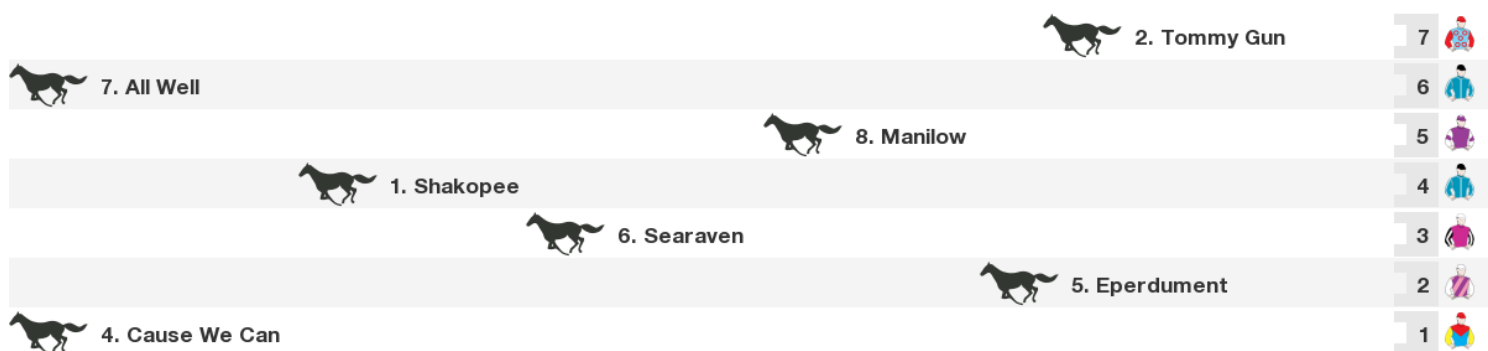 2. Tommy Gun 7
7. All Well 6
8. Manilow 5
1. Shakopee 4
6. Searaven 3
5. Eperdument 2
4. Cause We Can 1